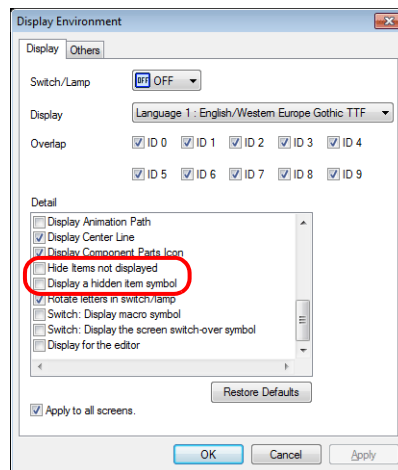 Display Environment
Display Others
Switch/Lamp OFF OFF
Display Language 1 : English/Western Europe Gothic TTF
Overlap ID 0 ID 1 ID 2 ID 3 ID 4
ID 5 ID 6 ID 7 ID 8 ID 9
Detail
Display Animation Path
Display Center Line
Display Component Parts Icon
Hide Items not displayed
Display a hidden item symbol
Rotate letters in switch/lamp
Switch: Display macro symbol
Switch: Display the screen switch-over symbol
Display for the editor
Restore Defaults
Apply to all screens.
OK Cancel Apply